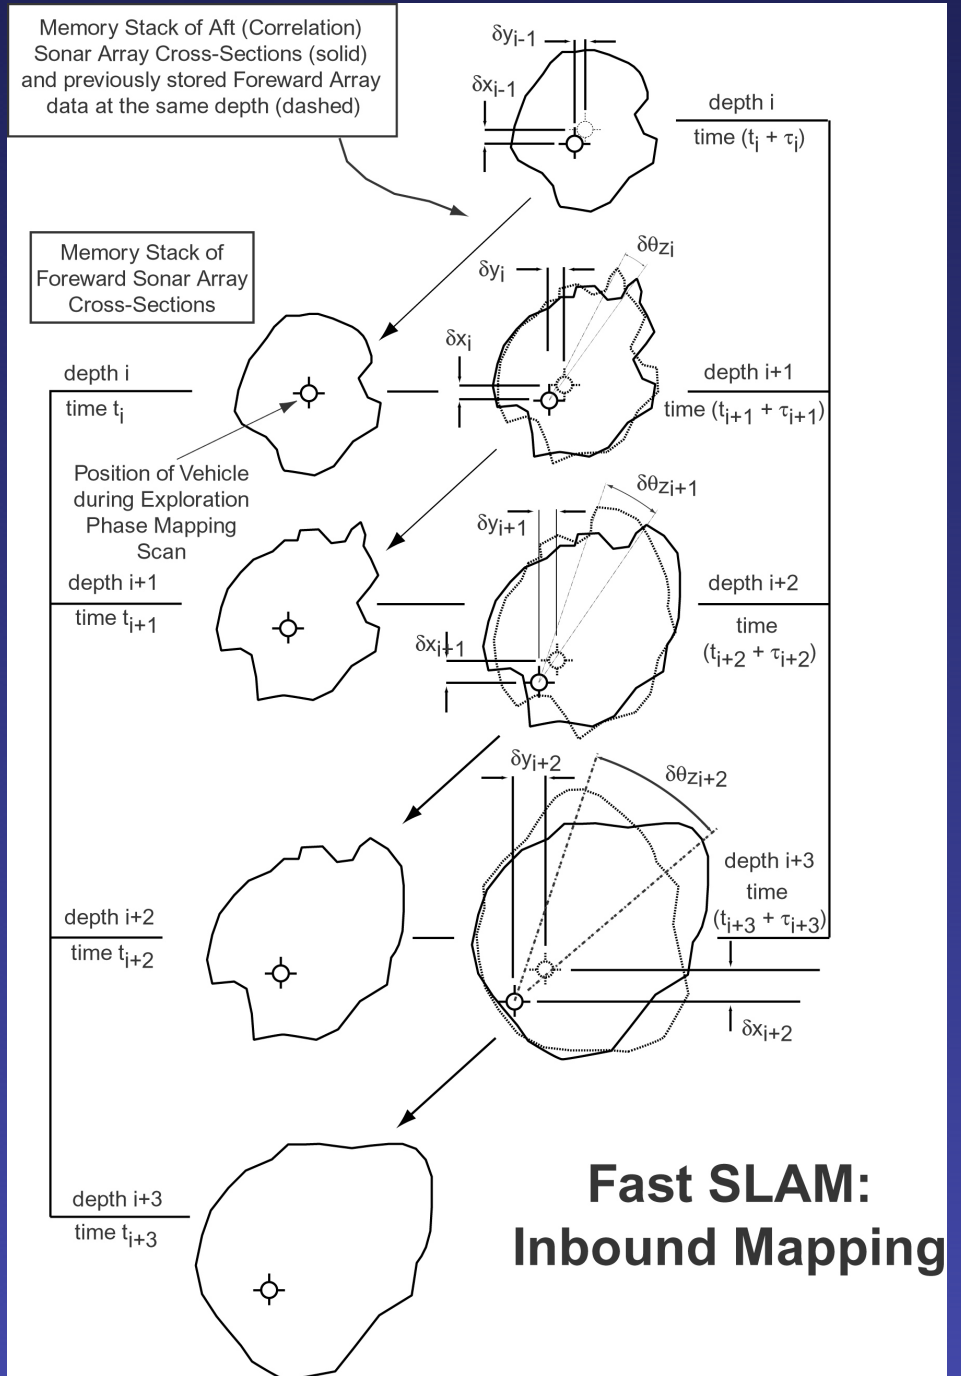 Memory Stack of Aft (Correlation)
Sonar Array Cross-Sections (solid)
and previously stored Foreward Array
data at the same depth (dashed)
δyi-1
δxi-1
depth i
time (ti + τi)
Memory Stack of
Foreward Sonar Array
Cross-Sections
δθzi
δyi
δxi
depth i
time ti
depth i+1
time (ti+1 + τi+1)
Position of Vehicle
during Exploration
Phase Mapping
Scan
δθzi+1
δyi+1
depth i+1
time ti+1
depth i+2
time
(ti+2 + τi+2)
δxi+1
δyi+2
δθzi+2
depth i+3
time
(ti+3 + τi+3)
depth i+2
time ti+2
δxi+2
Fast SLAM:
Inbound Mapping
depth i+3
time ti+3